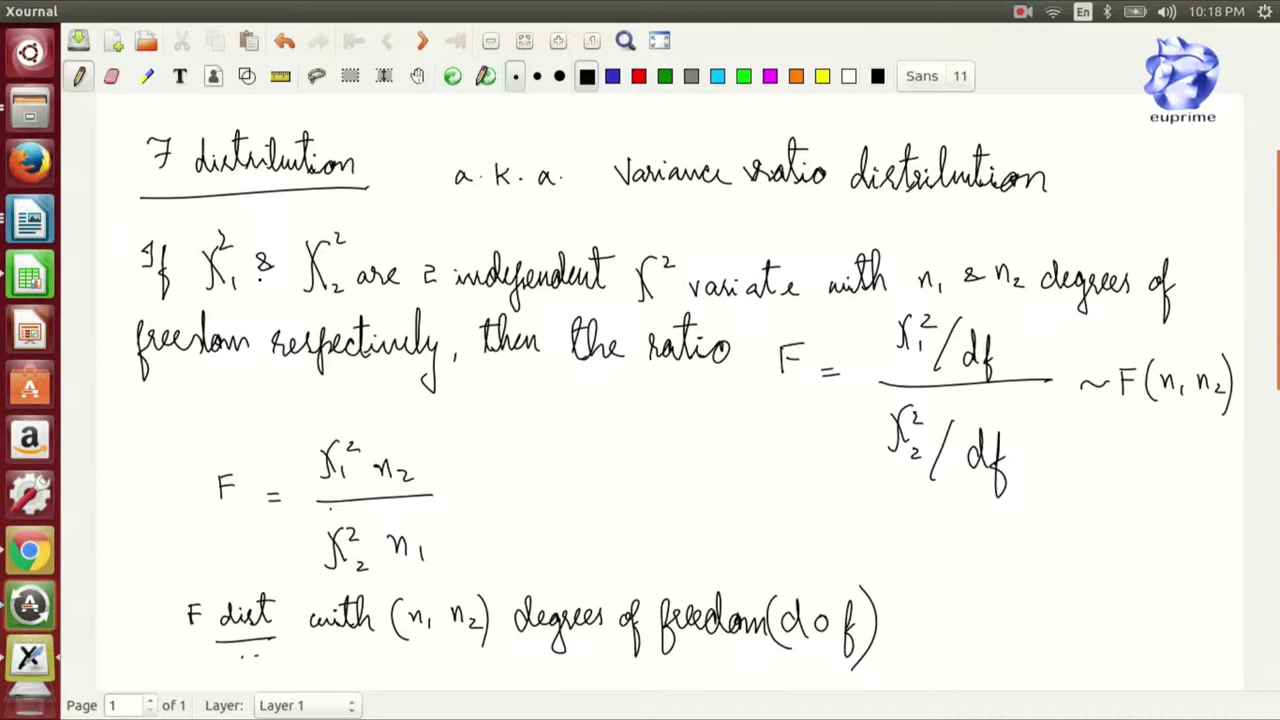 Xournal
En
10:18 PM
Sans 11
euprime
F distribution a.k.a. variance ratio distribution
If χ₁² & χ₂² are 2 independent χ² variate with n₁ & n₂ degrees of
freedom respectively, then the ratio F = χ₁²/df / χ₂²/df ~ F(n₁ n₂)
F = χ₁² n₂ / χ₂² n₁
F dist with (n₁ n₂) degrees of freedom (dof)
Page 1 of 1 Layer: Layer 1